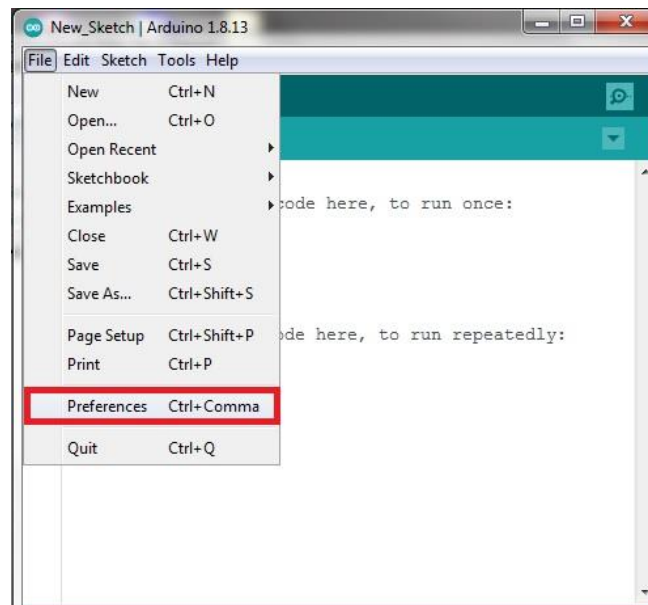 New_Sketch | Arduino 1.8.13
File Edit Sketch Tools Help
New Ctrl+N
Open... Ctrl+O
Open Recent
Sketchbook
Examples
code here, to run once:
Close Ctrl+W
Save Ctrl+S
Save As... Ctrl+Shift+S
Page Setup Ctrl+Shift+P
de here, to run repeatedly:
Print Ctrl+P
Preferences Ctrl+Comma
Quit Ctrl+Q